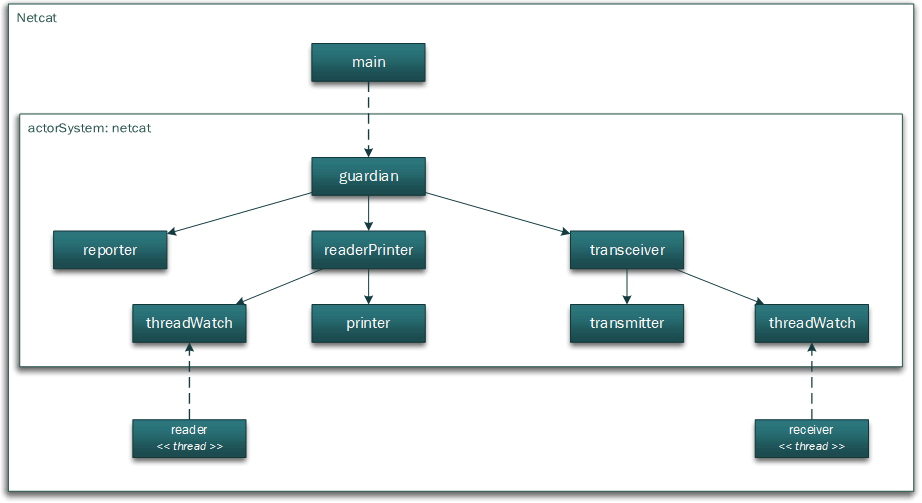 Netcat
main
actorSystem: netcat
guardian
reporter
readerPrinter
transceiver
threadWatch
printer
transmitter
threadWatch
reader
<< thread >>
receiver
<< thread >>